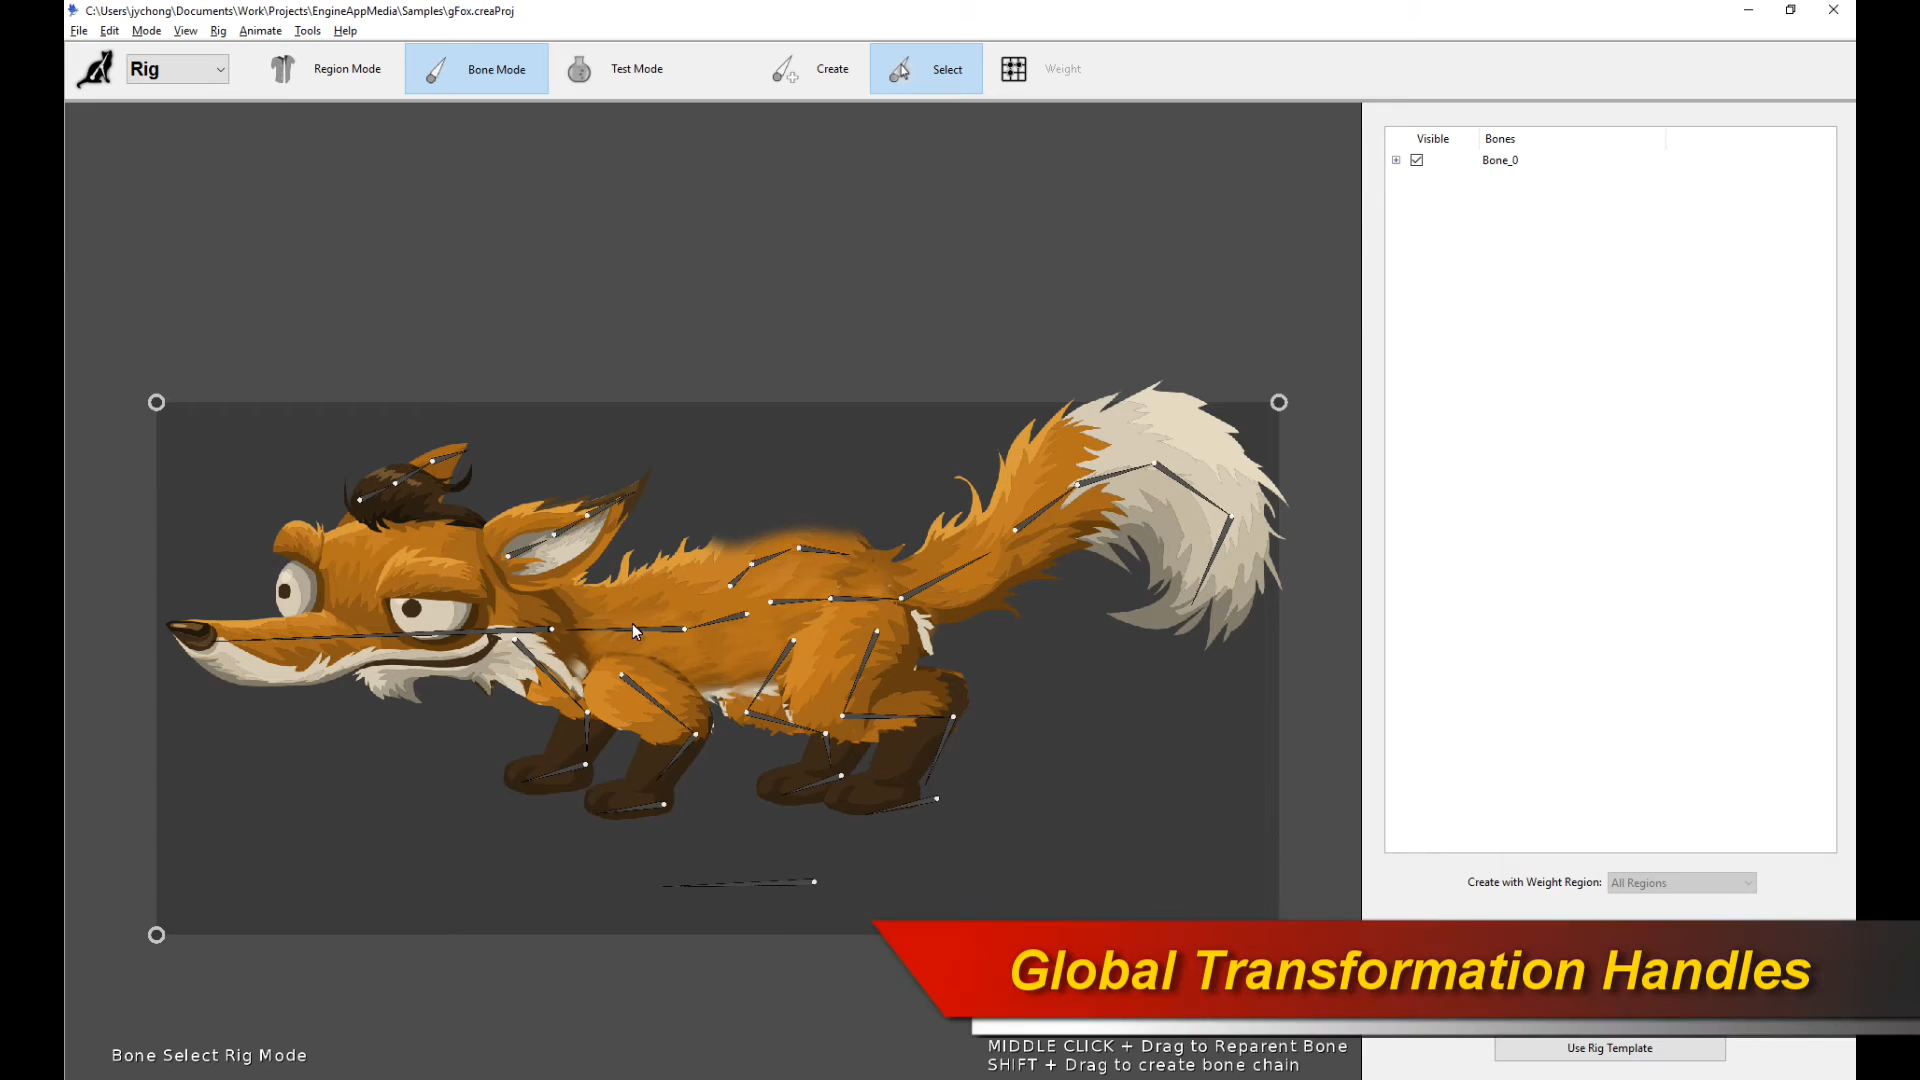 C:\Users\jychong\Documents\Work\Projects\EngineAppMedia\Samples\gFox.creaProj
File Edit Mode View Rig Animate Tools Help
Rig Region Mode Bone Mode Test Mode Create Select Weight
Visible Bones
Bone_0
Create with Weight Region: All Regions
Global Transformation Handles
Bone Select Rig Mode
MIDDLE CLICK + Drag to Reparent Bone
SHIFT + Drag to create bone chain
Use Rig Template